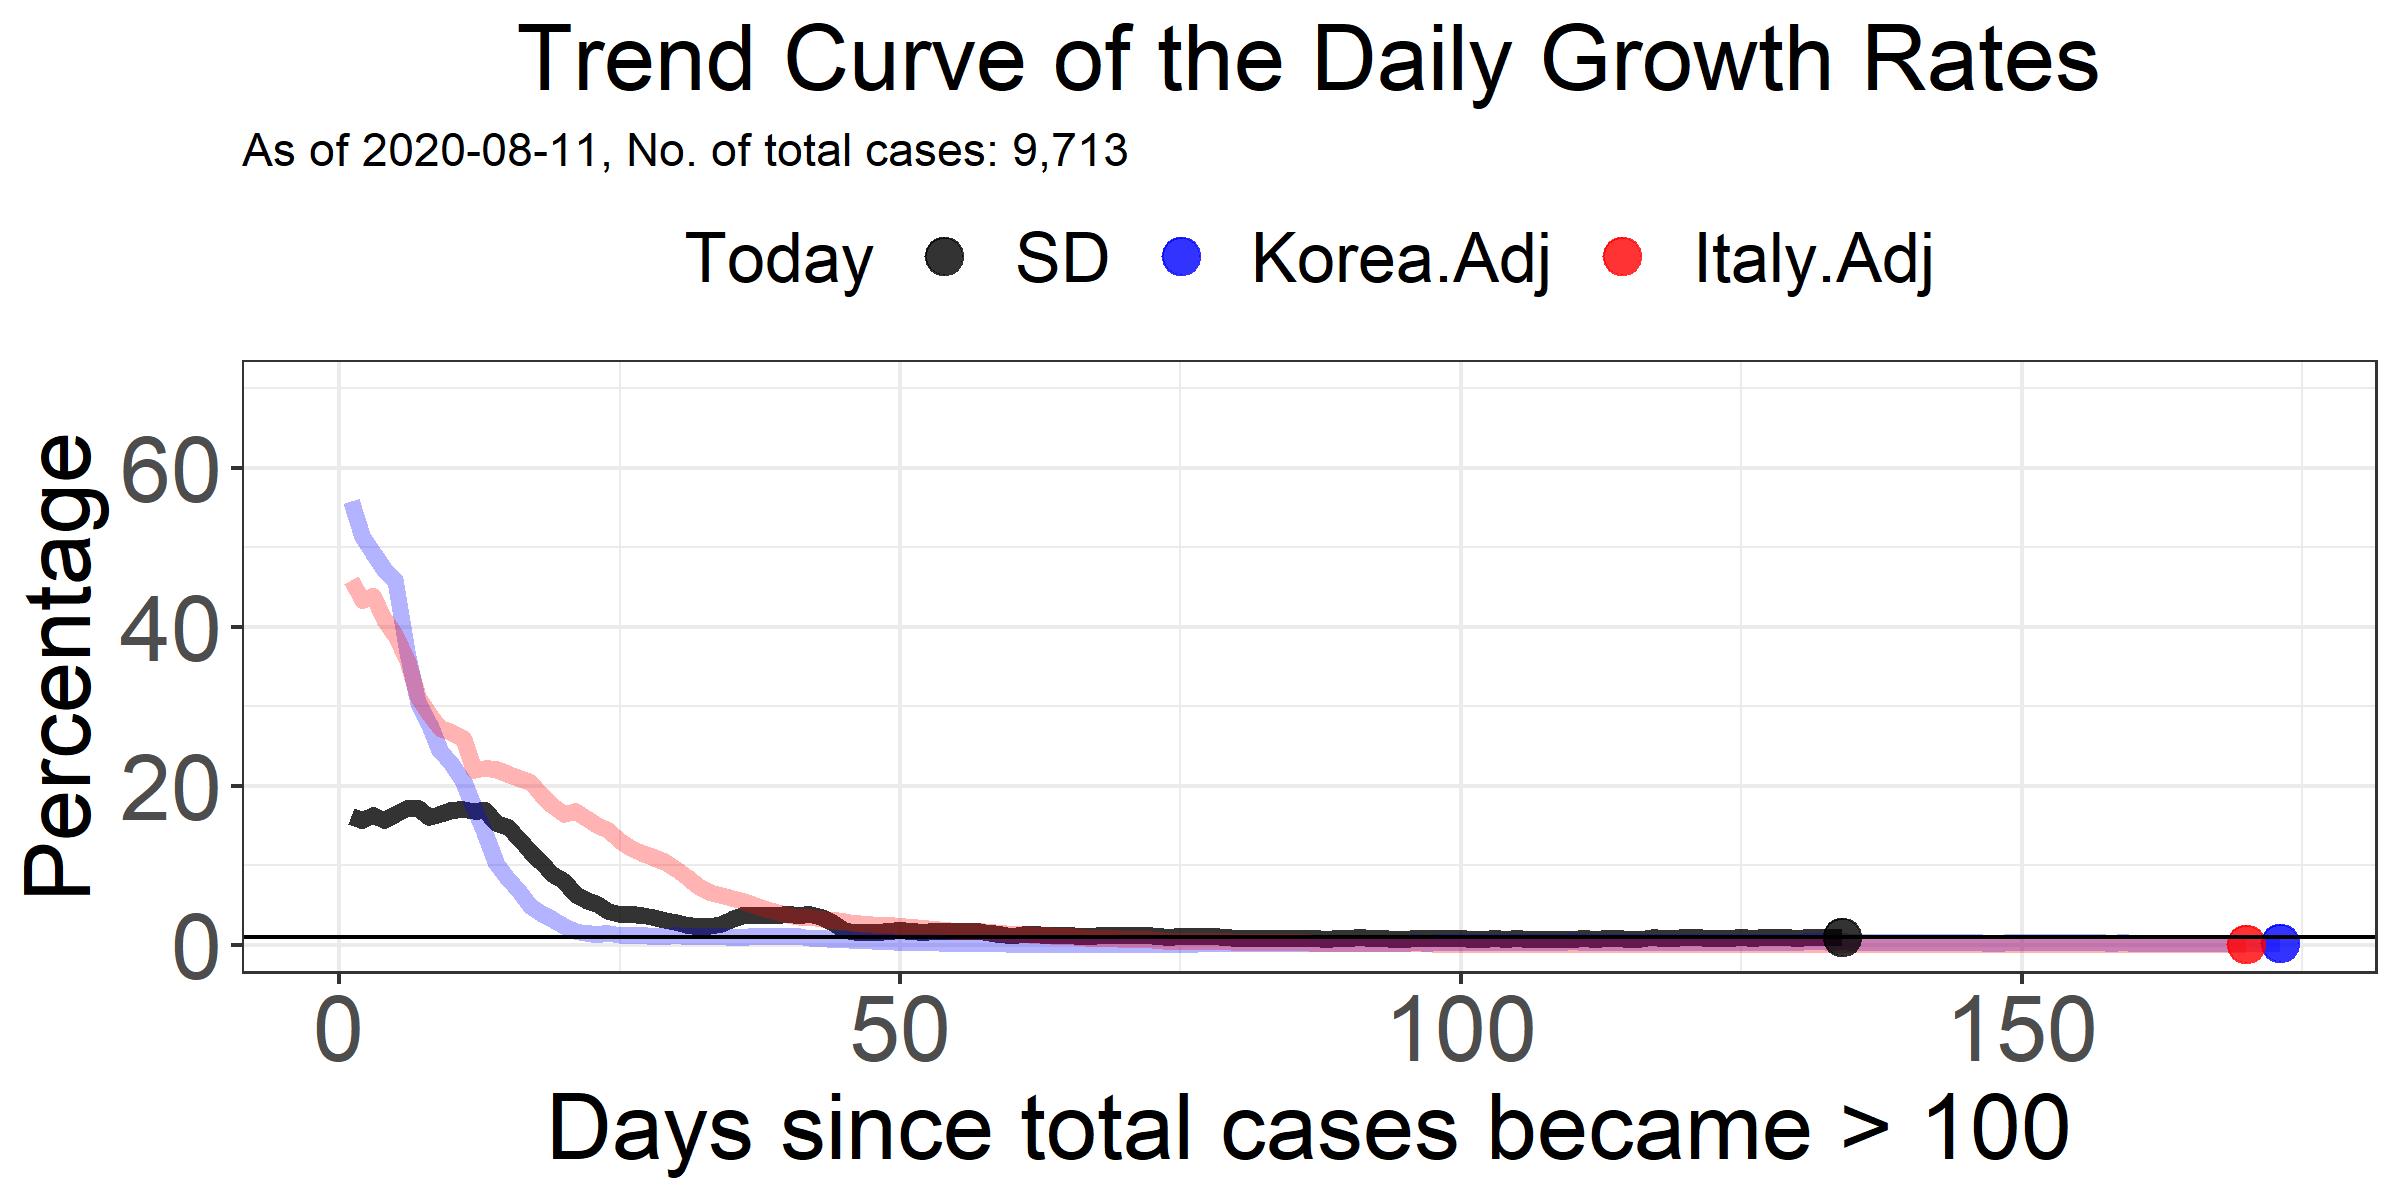 Trend Curve of the Daily Growth Rates
As of 2020-08-11, No. of total cases: 9,713
Today SD Korea.Adj Italy.Adj
Percentage
60
40
20
0
0 50 100 150
Days since total cases became > 100